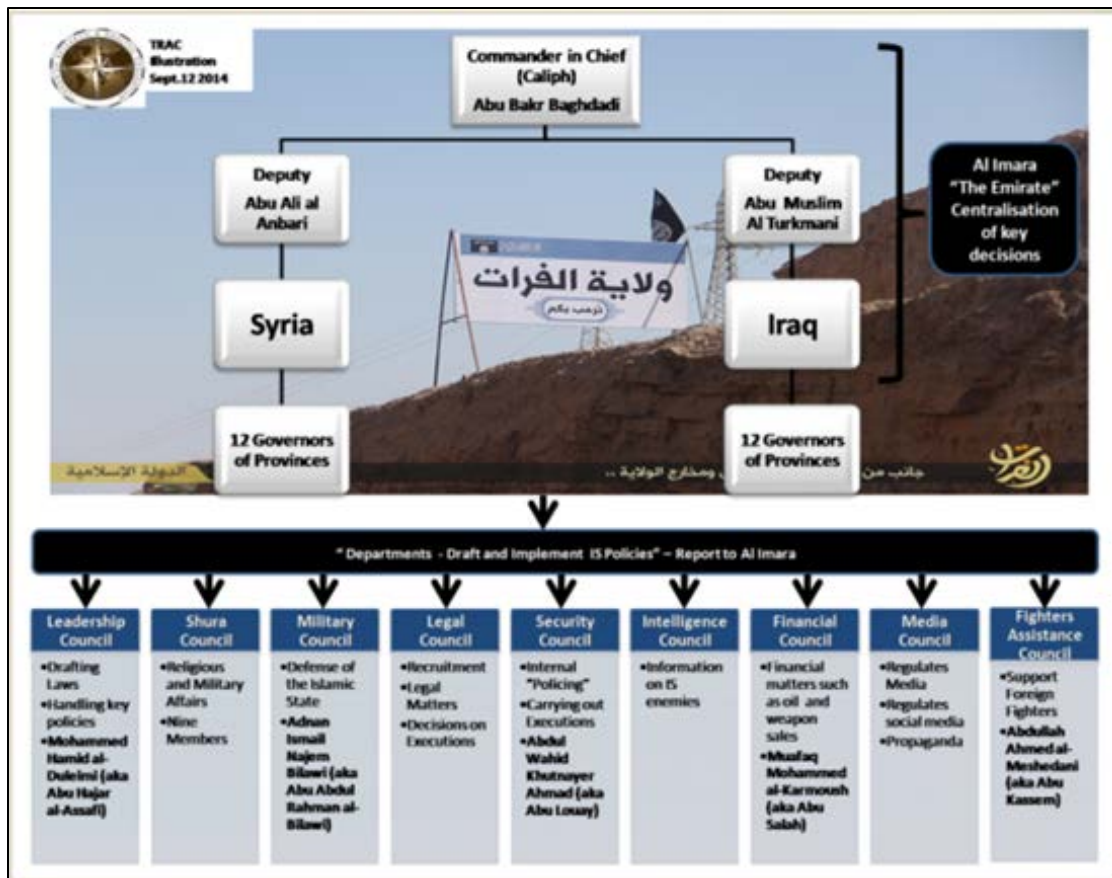 TRAC
Illustration
Sept.12 2014
Commander in Chief
(Caliph)
Abu Bakr Baghdadi
Deputy
Abu Ali al
Anbari
Deputy
Abu Muslim
Al Turkmani
Al Imara
"The Emirate"
Centralisation
of key
decisions
ولاية الفرات
ترحب بكم
Syria
Iraq
12 Governors
of Provinces
12 Governors
of Provinces
الدولة الإسلامية
جانب من
ومخارج الولاية ..
الفرات
" Departments - Draft and Implement IS Policies" – Report to Al Imara
Leadership
Council
•Drafting
Laws
•Handling key
policies
•Mohammed
Hamid al-
Duleimi (aka
Abu Hajar
al-Assafi)
Shura
Council
•Religious
and Military
Affairs
•Nine
Members
Military
Council
•Defense of
the Islamic
State
•Adnan
Ismail
Najem
Bilawi (aka
Abu Abdul
Rahman al-
Bilawi)
Legal
Council
•Recruitment
•Legal
Matters
•Decisions on
Executions
Security
Council
•Internal
"Policing"
•Carrying out
Executions
•Abdul
Wahid
Khutnayer
Ahmad (aka
Abu Louay)
Intelligence
Council
•Information
on IS
enemies
Financial
Council
•Financial
matters such
as oil and
weapon
sales
•Muafaq
Mohammed
al-Karmoush
(aka Abu
Salah)
Media
Council
•Regulates
Media
•Regulates
social media
•Propaganda
Fighters
Assistance
Council
•Support
Foreign
Fighters
•Abdullah
Ahmed al-
Meshedani
(aka Abu
Kassem)